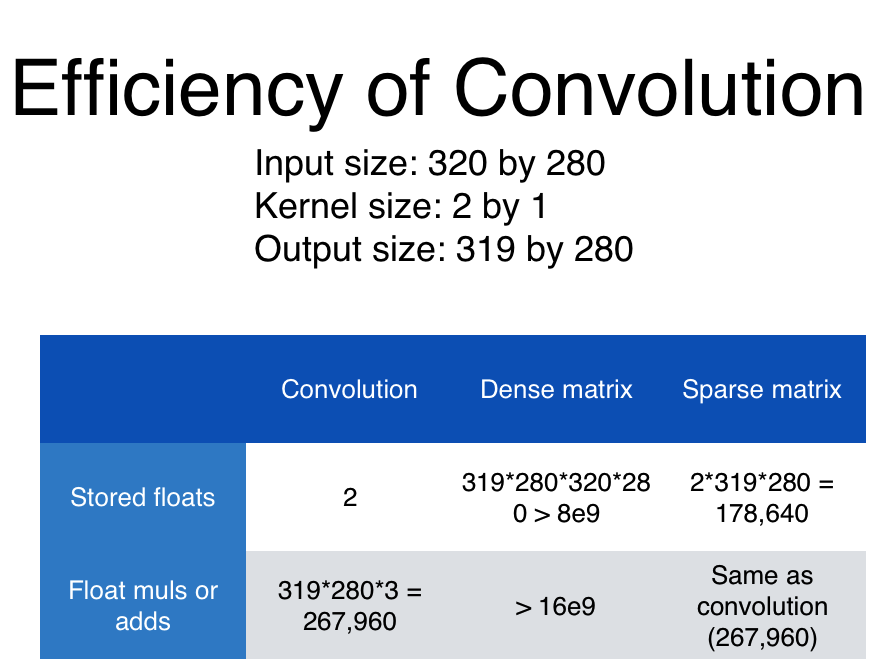 Efficiency of Convolution
Input size: 320 by 280
Kernel size: 2 by 1
Output size: 319 by 280
Convolution
Dense matrix
Sparse matrix
Stored floats
2
319*280*320*28
0 > 8e9
2*319*280 =
178,640
Float muls or
adds
319*280*3 =
267,960
> 16e9
Same as
convolution
(267,960)